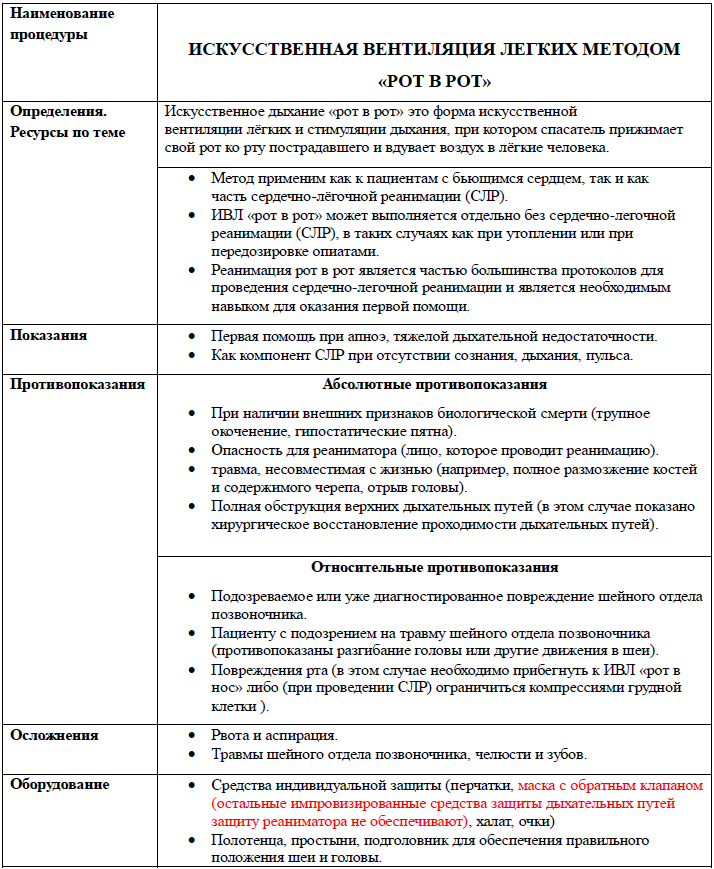 Наименование
процедуры
ИСКУССТВЕННАЯ ВЕНТИЛЯЦИЯ ЛЕГКИХ МЕТОДОМ
«РОТ В РОТ»
Определения.
Ресурсы по теме
Искусственное дыхание «рот в рот» это форма искусственной
вентиляции лёгких и стимуляции дыхания, при котором спасатель прижимает
свой рот ко рту пострадавшего и вдувает воздух в лёгкие человека.
• Метод применим как к пациентам с бьющимся сердцем, так и как
часть сердечно-лёгочной реанимации (СЛР).
• ИВЛ «рот в рот» может выполняется отдельно без сердечно-легочной
реанимации (СЛР), в таких случаях как при утоплении или при
передозировке опиатами.
• Реанимация рот в рот является частью большинства протоколов для
проведения сердечно-легочной реанимации и является необходимым
навыком для оказания первой помощи.
Показания
• Первая помощь при апноэ, тяжелой дыхательной недостаточности.
• Как компонент СЛР при отсутствии сознания, дыхания, пульса.
Противопоказания
Абсолютные противопоказания
• При наличии внешних признаков биологической смерти (трупное
окоченение, гипостатические пятна).
• Опасность для реаниматора (лицо, которое проводит реанимацию).
• травма, несовместимая с жизнью (например, полное размозжение костей
и содержимого черепа, отрыв головы).
• Полная обструкция верхних дыхательных путей (в этом случае показано
хирургическое восстановление проходимости дыхательных путей).
Относительные противопоказания
• Подозреваемое или уже диагностированное повреждение шейного отдела
позвоночника.
• Пациенту с подозрением на травму шейного отдела позвоночника
(противопоказаны разгибание головы или другие движения в шеи).
• Повреждения рта (в этом случае необходимо прибегнуть к ИВЛ «рот в
нос» либо (при проведении СЛР) ограничиться компрессиями грудной
клетки ).
Осложнения
• Рвота и аспирация.
• Травмы шейного отдела позвоночника, челюсти и зубов.
Оборудование
• Средства индивидуальной защиты (перчатки, маска с обратным клапаном
(остальные импровизированные средства защиты дыхательных путей
защиту реаниматора не обеспечивают), халат, очки)
• Полотенца, простыни, подголовник для обеспечения правильного
положения шеи и головы.